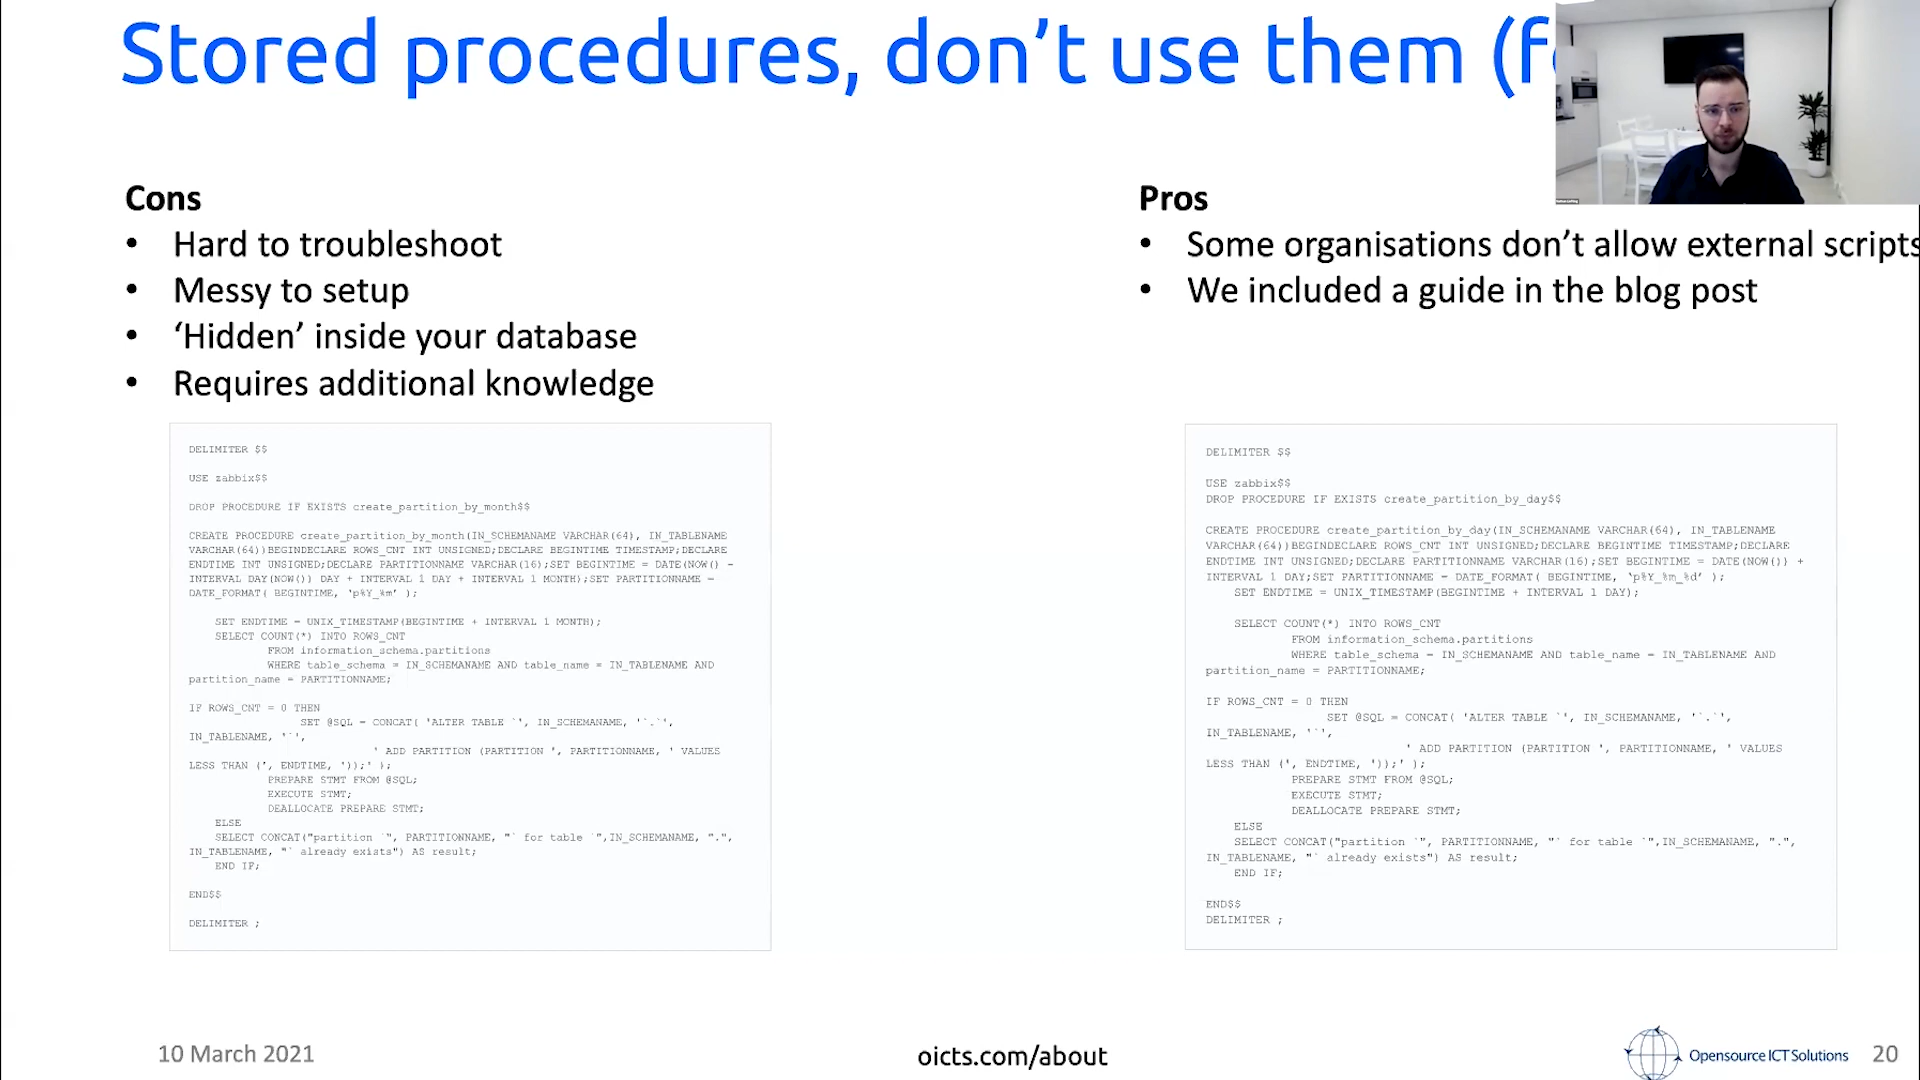 Stored procedures, don’t use them (f
Cons
• Hard to troubleshoot
• Messy to setup
• ‘Hidden’ inside your database
• Requires additional knowledge
Pros
• Some organisations don’t allow external scripts
• We included a guide in the blog post
DELIMITER $$
USE zabbix$$
DROP PROCEDURE IF EXISTS create_partition_by_month$$
CREATE PROCEDURE create_partition_by_month(IN_SCHEMANAME VARCHAR(64), IN_TABLENAME
VARCHAR(64))BEGINDECLARE ROWS_CNT INT UNSIGNED;DECLARE BEGINTIME TIMESTAMP;DECLARE
ENDTIME INT UNSIGNED;DECLARE PARTITIONNAME VARCHAR(16);SET BEGINTIME = DATE(NOW() -
INTERVAL DAY(NOW()) DAY + INTERVAL 1 DAY + INTERVAL 1 MONTH);SET PARTITIONNAME =
DATE_FORMAT( BEGINTIME, ‘p%Y_%m’ );
SET ENDTIME = UNIX_TIMESTAMP(BEGINTIME + INTERVAL 1 MONTH);
SELECT COUNT(*) INTO ROWS_CNT
FROM information_schema.partitions
WHERE table_schema = IN_SCHEMANAME AND table_name = IN_TABLENAME AND
partition_name = PARTITIONNAME;
IF ROWS_CNT = 0 THEN
SET @SQL = CONCAT( 'ALTER TABLE `', IN_SCHEMANAME, '`.`',
IN_TABLENAME, '`',
' ADD PARTITION (PARTITION ', PARTITIONNAME, ' VALUES
LESS THAN (', ENDTIME, '));' );
PREPARE STMT FROM @SQL;
EXECUTE STMT;
DEALLOCATE PREPARE STMT;
ELSE
SELECT CONCAT("partition `", PARTITIONNAME, "` for table `",IN_SCHEMANAME, ".",
IN_TABLENAME, "` already exists") AS result;
END IF;
END$$
DELIMITER ;
DELIMITER $$
USE zabbix$$
DROP PROCEDURE IF EXISTS create_partition_by_day$$
CREATE PROCEDURE create_partition_by_day(IN_SCHEMANAME VARCHAR(64), IN_TABLENAME
VARCHAR(64))BEGINDECLARE ROWS_CNT INT UNSIGNED;DECLARE BEGINTIME TIMESTAMP;DECLARE
ENDTIME INT UNSIGNED;DECLARE PARTITIONNAME VARCHAR(16);SET BEGINTIME = DATE(NOW()) +
INTERVAL 1 DAY;SET PARTITIONNAME = DATE_FORMAT( BEGINTIME, ‘p%Y_%m_%d’ );
SET ENDTIME = UNIX_TIMESTAMP(BEGINTIME + INTERVAL 1 DAY);
SELECT COUNT(*) INTO ROWS_CNT
FROM information_schema.partitions
WHERE table_schema = IN_SCHEMANAME AND table_name = IN_TABLENAME AND
partition_name = PARTITIONNAME;
IF ROWS_CNT = 0 THEN
SET @SQL = CONCAT( 'ALTER TABLE `', IN_SCHEMANAME, '`.`',
IN_TABLENAME, '`',
' ADD PARTITION (PARTITION ', PARTITIONNAME, ' VALUES
LESS THAN (', ENDTIME, '));' );
PREPARE STMT FROM @SQL;
EXECUTE STMT;
DEALLOCATE PREPARE STMT;
ELSE
SELECT CONCAT("partition `", PARTITIONNAME, "` for table `",IN_SCHEMANAME, ".",
IN_TABLENAME, "` already exists") AS result;
END IF;
END$$
DELIMITER ;
10 March 2021
oicts.com/about
Opensource ICT Solutions
20